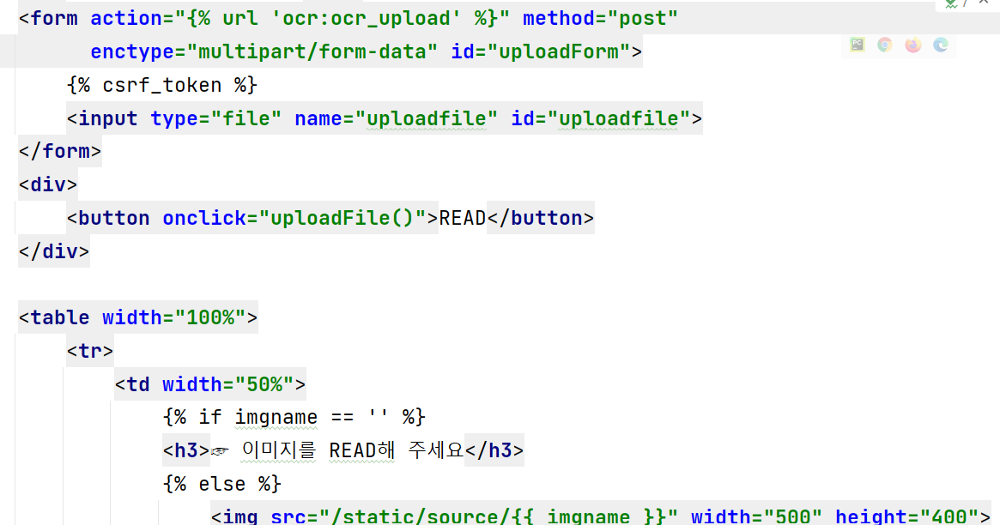 <form action="{% url 'ocr:ocr_upload' %}" method="post"
      enctype="multipart/form-data" id="uploadForm">
    {% csrf_token %}
    <input type="file" name="uploadfile" id="uploadfile">
</form>
<div>
    <button onclick="uploadFile()">READ</button>
</div>
<table width="100%">
    <tr>
        <td width="50%">
            {% if imgname == '' %}
            <h3>☞ 이미지를 READ해 주세요</h3>
            {% else %}
                <img src="/static/source/{{ imgname }}" width="500" height="400">